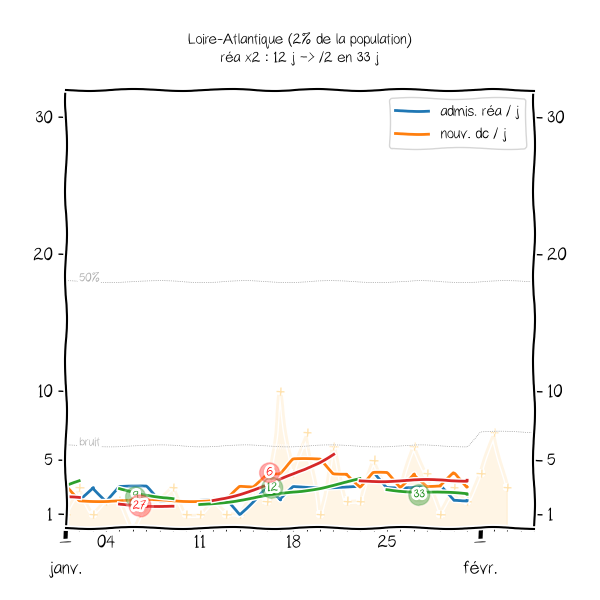 Loire-Atlantique (2% de la population)
réa x2 : 12 j -> /2 en 33 j
admis. réa / j
nouv. dc / j
30
30
20
20
50%
10
10
bruit
5
5
6
12
33
27
1
1
04
11
18
25
janv.
févr.